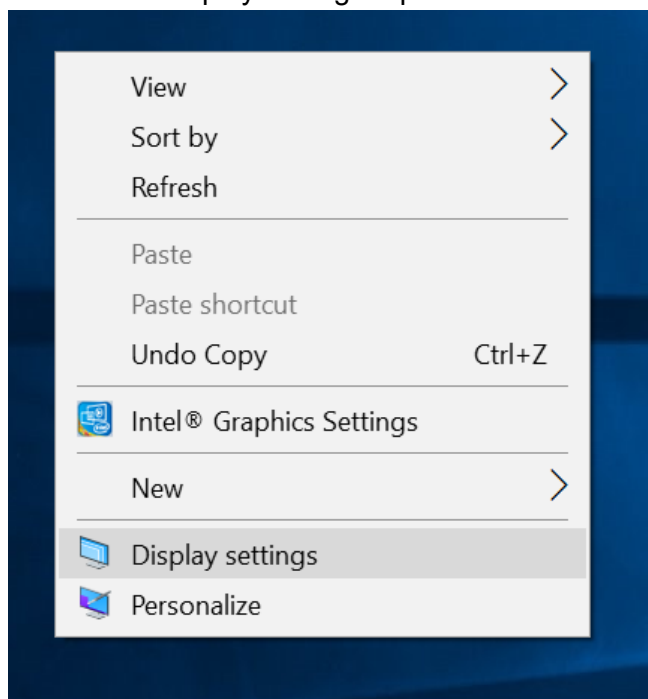 View
Sort by
Refresh
Paste
Paste shortcut
Undo Copy Ctrl+Z
Intel® Graphics Settings
New
Display settings
Personalize